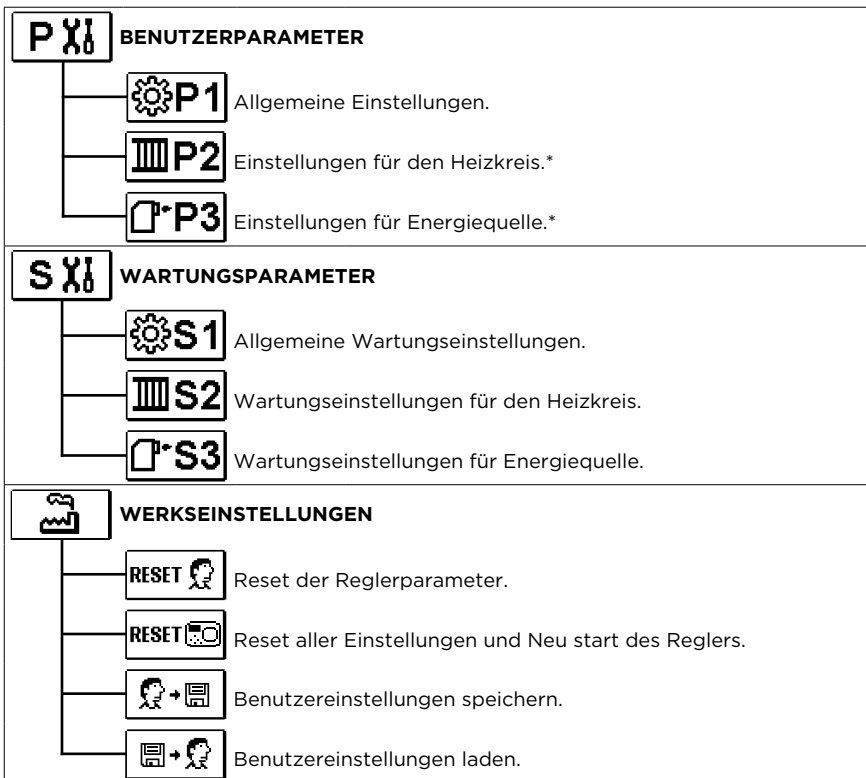 P BENUTZERPARAMETER
P1 Allgemeine Einstellungen.
P2 Einstellungen für den Heizkreis.*
P3 Einstellungen für Energiequelle.*
S WARTUNGSPARAMETER
S1 Allgemeine Wartungseinstellungen.
S2 Wartungseinstellungen für den Heizkreis.
S3 Wartungseinstellungen für Energiequelle.
WERKSEINSTELLUNGEN
RESET Reset der Reglerparameter.
RESET Reset aller Einstellungen und Neu start des Reglers.
Benutzereinstellungen speichern.
Benutzereinstellungen laden.